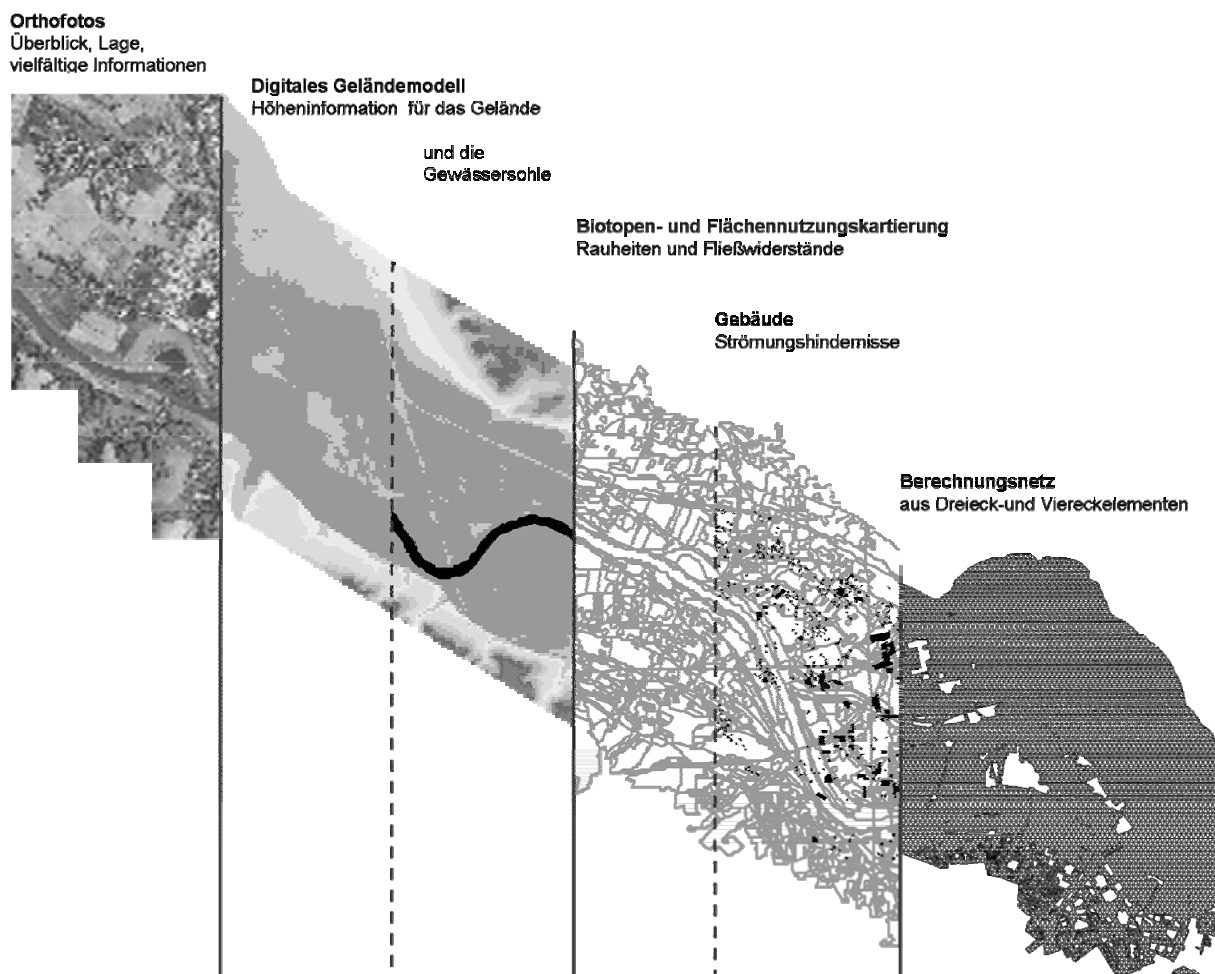 Orthofotos
Überblick, Lage,
vielfältige Informationen
Digitales Geländemodell
Höheninformation für das Gelände
und die
Gewässersohle
Biotopen- und Flächennutzungskartierung
Rauheiten und Fließwiderstände
Gebäude
Strömungshindernisse
Berechnungsnetz
aus Dreieck-und Viereckelementen